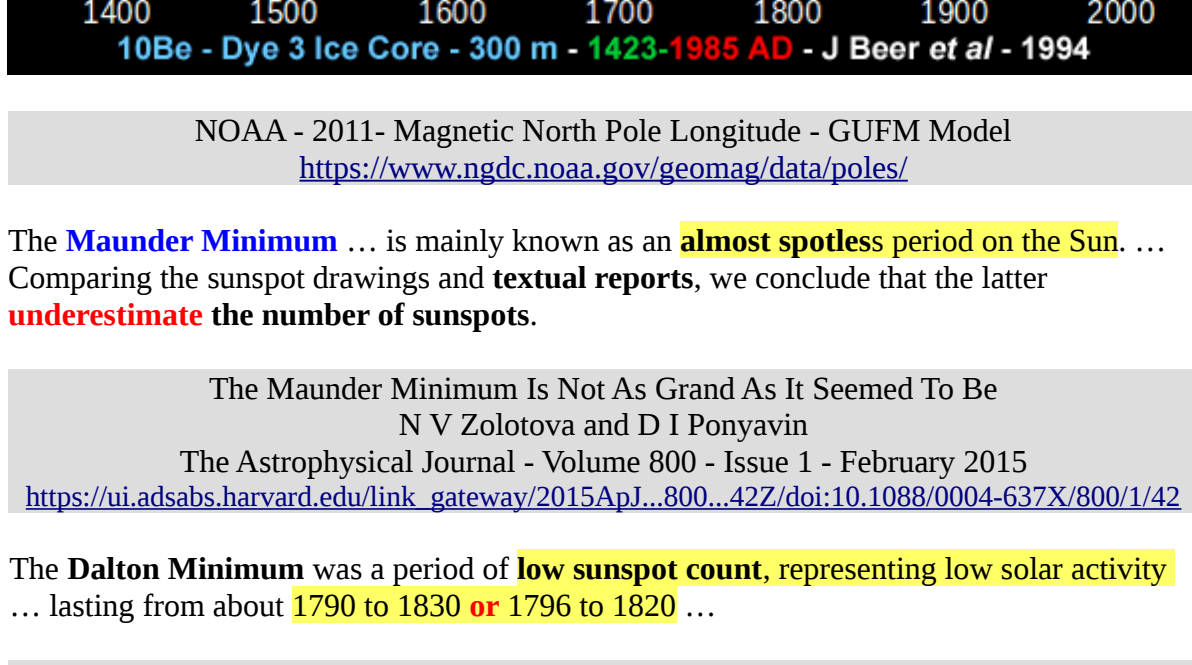 1400 1500 1600 1700 1800 1900 2000
10Be - Dye 3 Ice Core - 300 m - 1423-1985 AD - J Beer et al - 1994
NOAA - 2011- Magnetic North Pole Longitude - GUFM Model
https://www.ngdc.noaa.gov/geomag/data/poles/
The Maunder Minimum … is mainly known as an almost spotless period on the Sun. …
Comparing the sunspot drawings and textual reports, we conclude that the latter
underestimate the number of sunspots.
The Maunder Minimum Is Not As Grand As It Seemed To Be
N V Zolotova and D I Ponyavin
The Astrophysical Journal - Volume 800 - Issue 1 - February 2015
https://ui.adsabs.harvard.edu/link_gateway/2015ApJ...800...42Z/doi:10.1088/0004-637X/800/1/42
The Dalton Minimum was a period of low sunspot count, representing low solar activity
… lasting from about 1790 to 1830 or 1796 to 1820 …